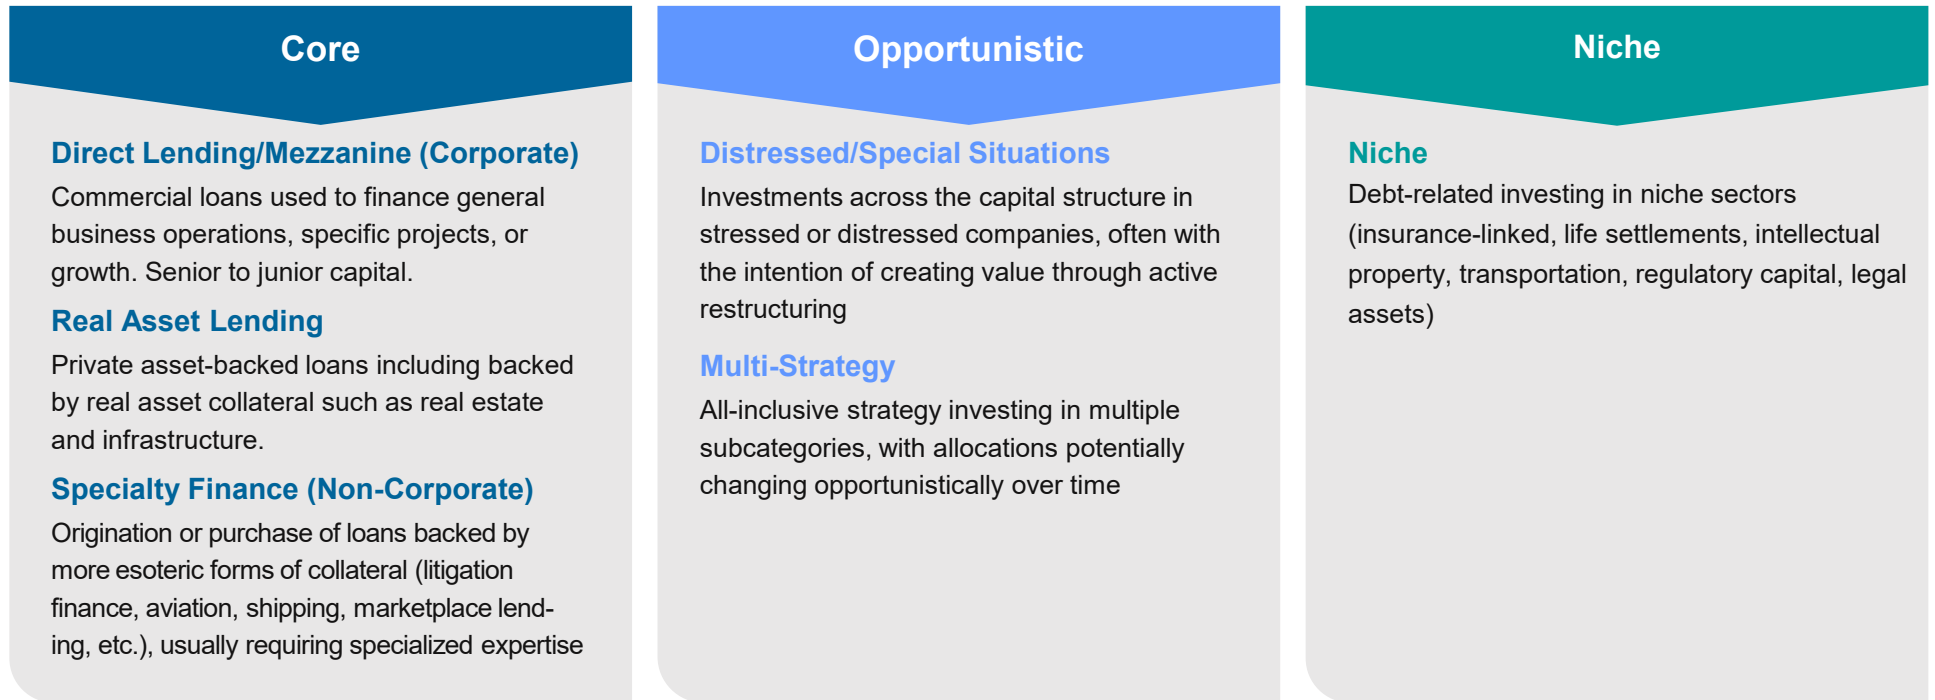 Core
Direct Lending/Mezzanine (Corporate)
Commercial loans used to finance general
business operations, specific projects, or
growth. Senior to junior capital.
Real Asset Lending
Private asset-backed loans including backed
by real asset collateral such as real estate
and infrastructure.
Specialty Finance (Non-Corporate)
Origination or purchase of loans backed by
more esoteric forms of collateral (litigation
finance, aviation, shipping, marketplace lend-
ing, etc.), usually requiring specialized expertise
Opportunistic
Distressed/Special Situations
Investments across the capital structure in
stressed or distressed companies, often with
the intention of creating value through active
restructuring
Multi-Strategy
All-inclusive strategy investing in multiple
subcategories, with allocations potentially
changing opportunistically over time
Niche
Niche
Debt-related investing in niche sectors
(insurance-linked, life settlements, intellectual
property, transportation, regulatory capital, legal
assets)